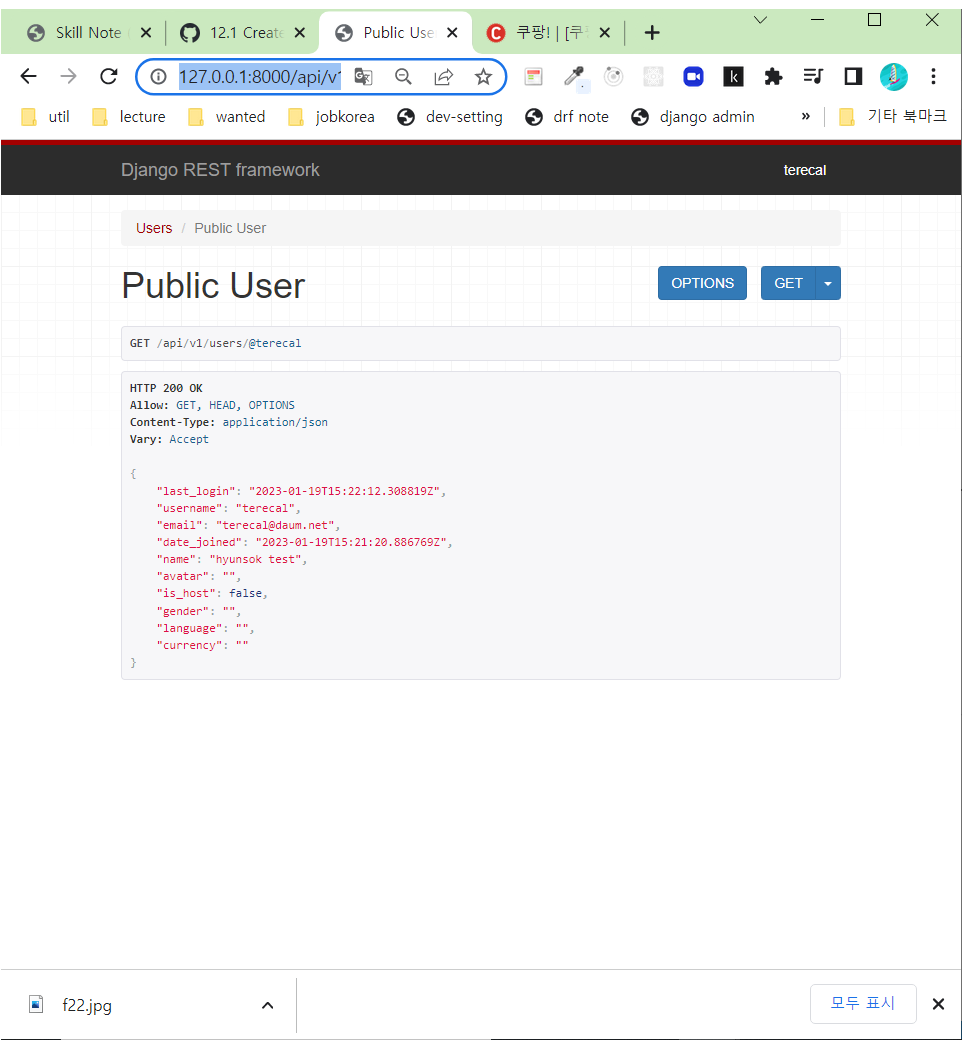 Skill Note
12.1 Create
Public Use
쿠팡! | [쿠
127.0.0.1:8000/api/v1
util
lecture
wanted
jobkorea
dev-setting
drf note
django admin
»
기타 북마크
Django REST framework
terecal
Users / Public User
Public User
OPTIONS
GET
GET /api/v1/users/@terecal
HTTP 200 OK
Allow: GET, HEAD, OPTIONS
Content-Type: application/json
Vary: Accept
{
"last_login": "2023-01-19T15:22:12.308819Z",
"username": "terecal",
"email": "terecal@daum.net",
"date_joined": "2023-01-19T15:21:20.886769Z",
"name": "hyunsok test",
"avatar": "",
"is_host": false,
"gender": "",
"language": "",
"currency": ""
}
f22.jpg
모두 표시